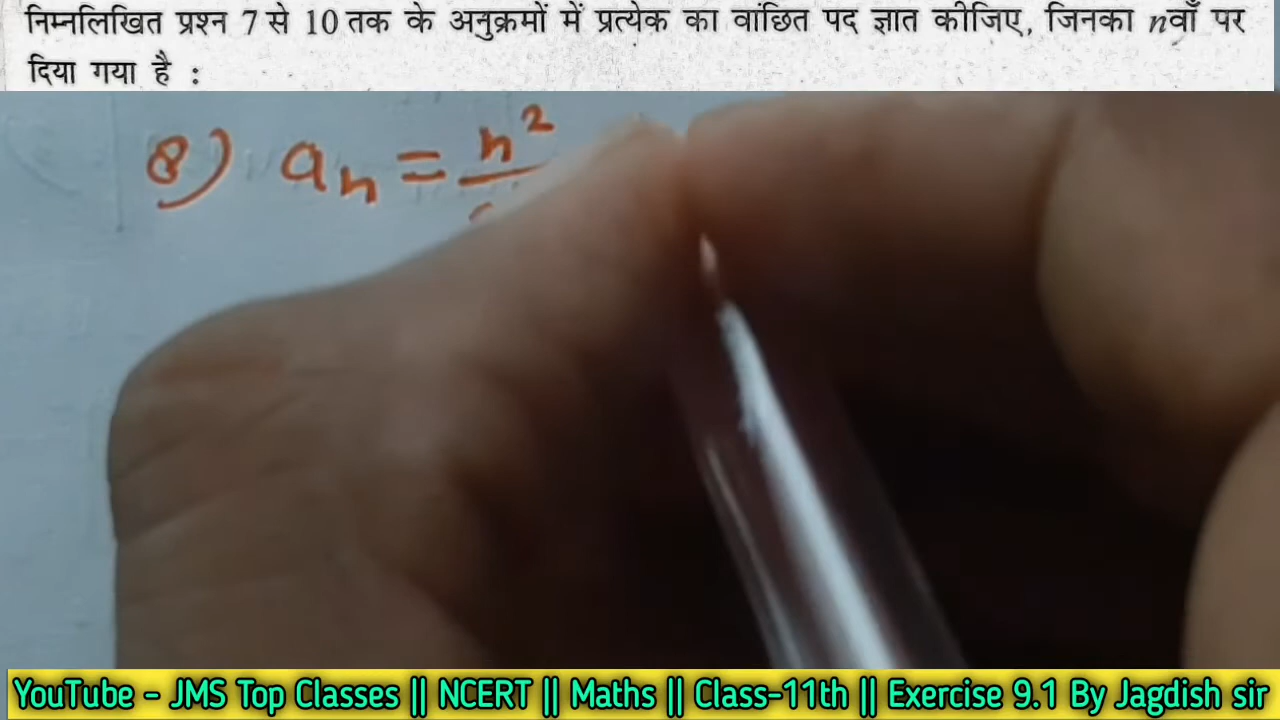 निम्नलिखित प्रश्न 7 से 10 तक के अनुक्रमों में प्रत्येक का वांछित पद ज्ञात कीजिए, जिनका nवाँ पर
दिया गया है :
8) aₙ = n²
YouTube - JMS Top Classes || NCERT || Maths || Class-11th || Exercise 9.1 By Jagdish sir